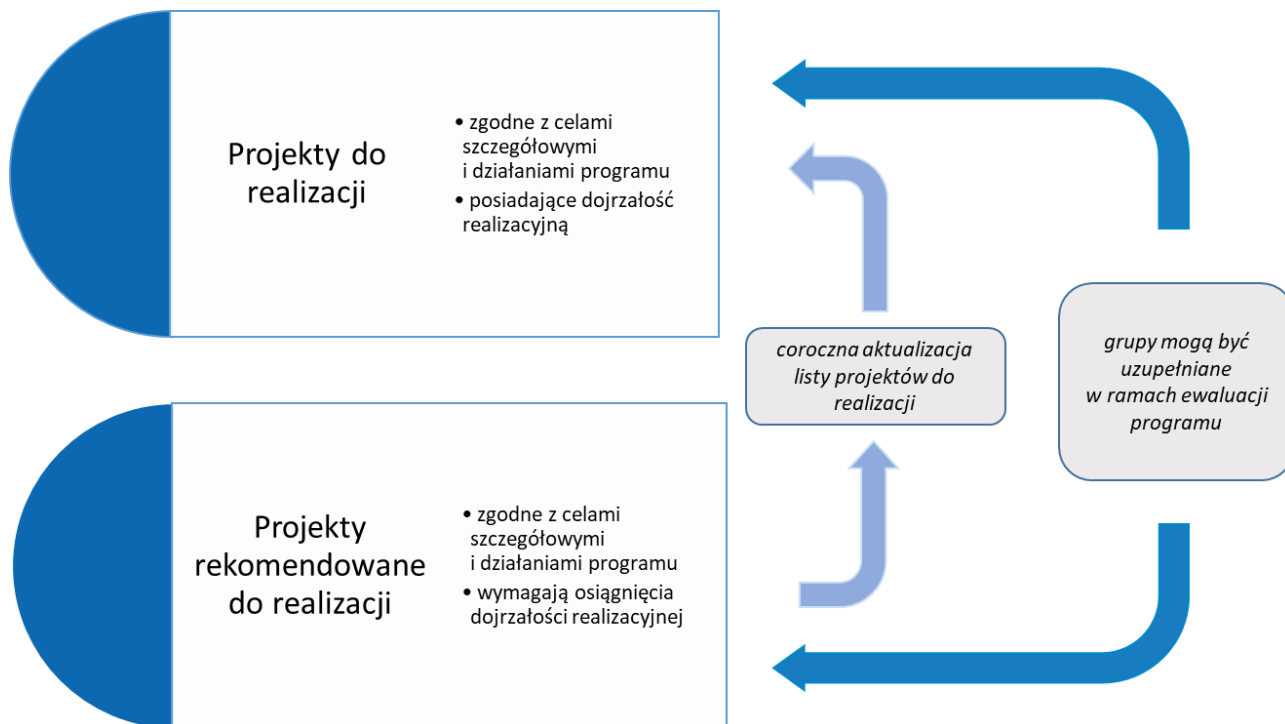 Projekty do
realizacji
• zgodne z celami
szczegółowymi
i działaniami programu
• posiadające dojrzałość
realizacyjną
coroczna aktualizacja
listy projektów do
realizacji
grupy mogą być
uzupełniane
w ramach ewaluacji
programu
Projekty
rekomendowane
do realizacji
• zgodne z celami
szczegółowymi
i działaniami programu
• wymagają osiągnięcia
dojrzałości realizacyjnej